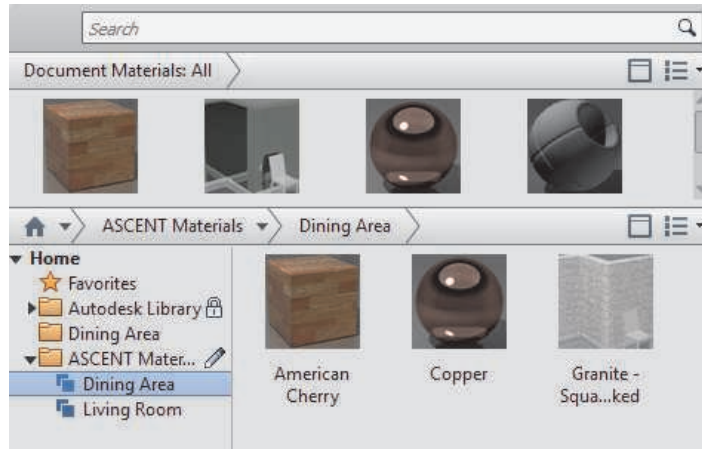 Search
Document Materials: All
ASCENT Materials
Dining Area
Home
Favorites
Autodesk Library
Dining Area
ASCENT Mater...
Dining Area
Living Room
American
Cherry
Copper
Granite -
Squa...ked